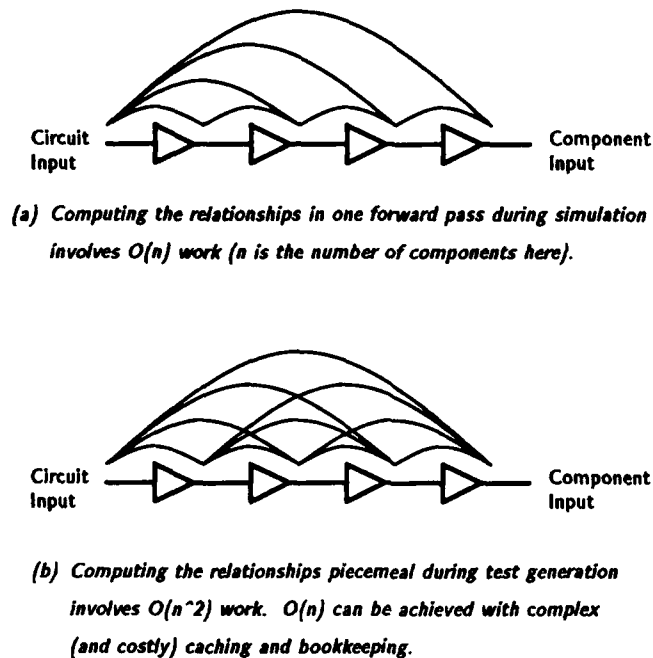 Circuit Input
Component Input
(a) Computing the relationships in one forward pass during simulation
involves O(n) work (n is the number of components here).
Circuit Input
Component Input
(b) Computing the relationships piecemeal during test generation
involves O(n^2) work. O(n) can be achieved with complex
(and costly) caching and bookkeeping.